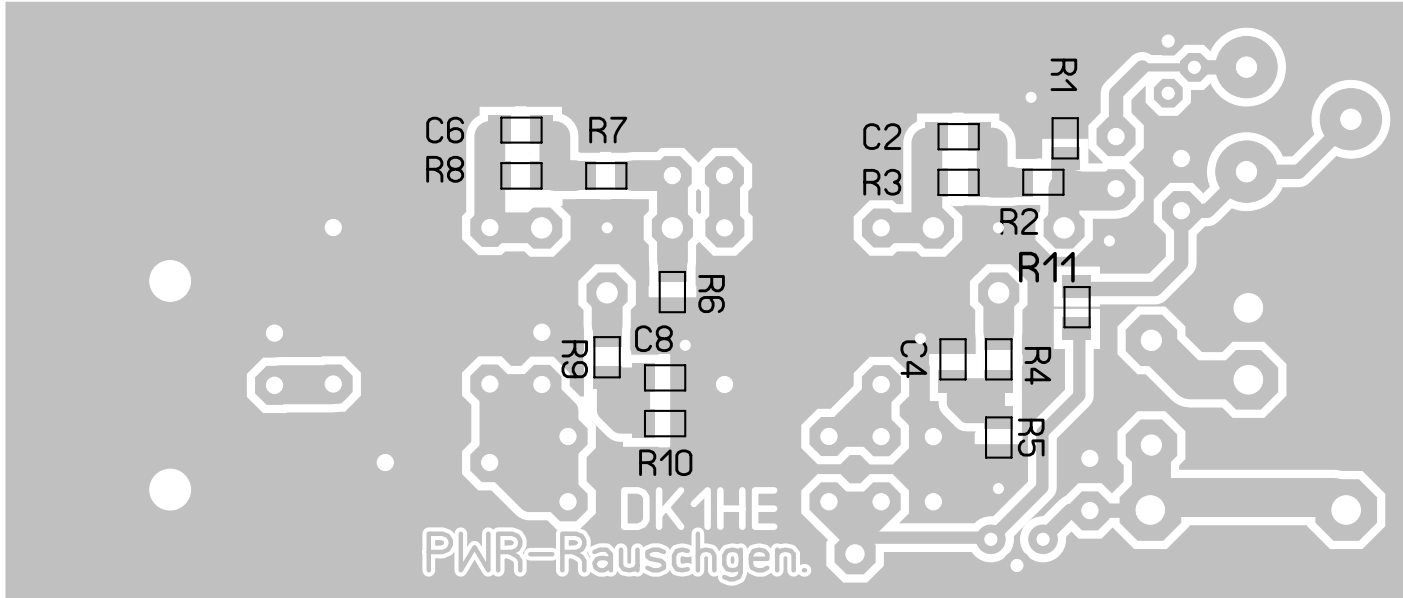 R1
C6 R7 C2
R8 R3
R2
R11
R6
C8
R9 C4 R4
R5
R10
DK1HE
PWR-Rauschgen.